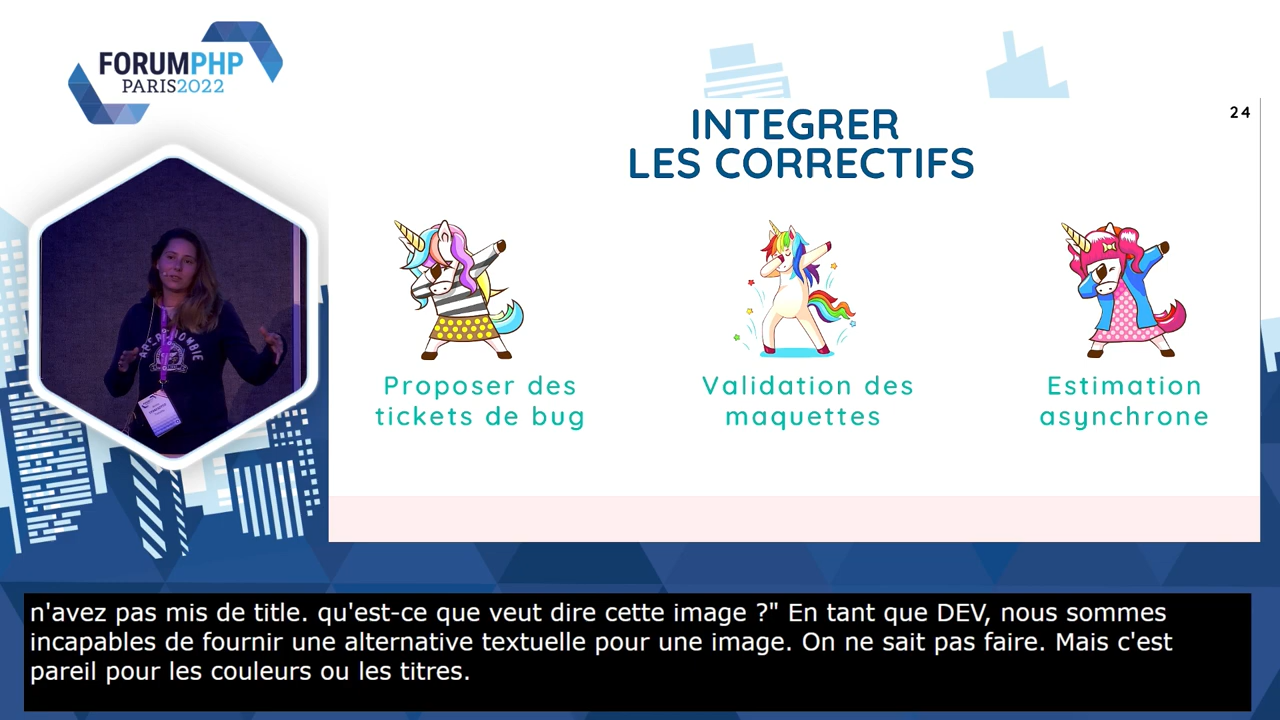 FORUMPHP
PARIS2022
24
INTEGRER
LES CORRECTIFS
Proposer des
tickets de bug
Validation des
maquettes
Estimation
asynchrone
n'avez pas mis de title. qu'est-ce que veut dire cette image ?" En tant que DEV, nous sommes
incapables de fournir une alternative textuelle pour une image. On ne sait pas faire. Mais c'est
pareil pour les couleurs ou les titres.